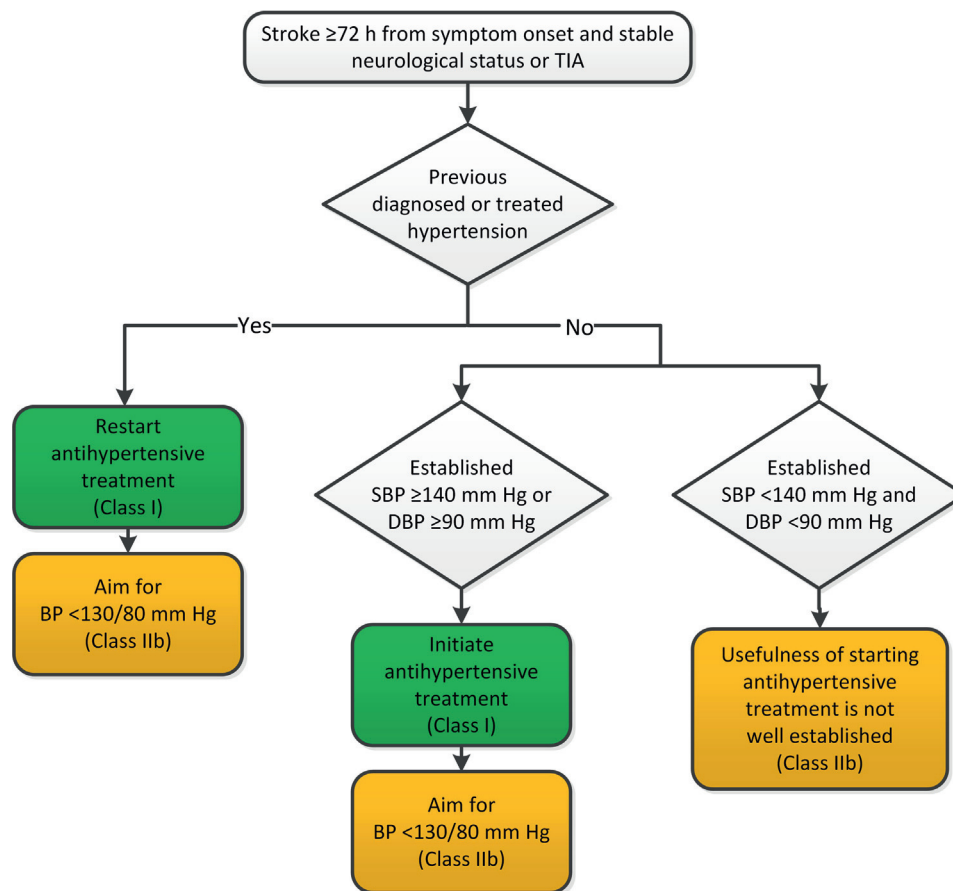 Stroke ≥72 h from symptom onset and stable
neurological status or TIA
Previous
diagnosed or treated
hypertension
Yes
No
Restart
antihypertensive
treatment
(Class I)
Aim for
BP <130/80 mm Hg
(Class IIb)
Established
SBP ≥140 mm Hg or
DBP ≥90 mm Hg
Initiate
antihypertensive
treatment
(Class I)
Aim for
BP <130/80 mm Hg
(Class IIb)
Established
SBP <140 mm Hg and
DBP <90 mm Hg
Usefulness of starting
antihypertensive
treatment is not
well established
(Class IIb)